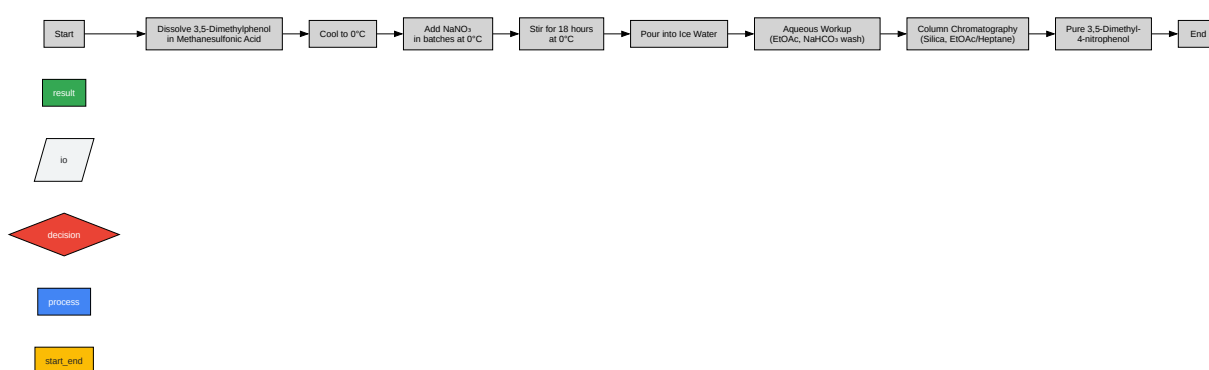 Start
Dissolve 3,5-Dimethylphenol
in Methanesulfonic Acid
Cool to 0°C
Add NaNO₃
in batches at 0°C
Stir for 18 hours
at 0°C
Pour into Ice Water
Aqueous Workup
(EtOAc, NaHCO₃ wash)
Column Chromatography
(Silica, EtOAc/Heptane)
Pure 3,5-Dimethyl-
4-nitrophenol
End
result
io
decision
process
start_end